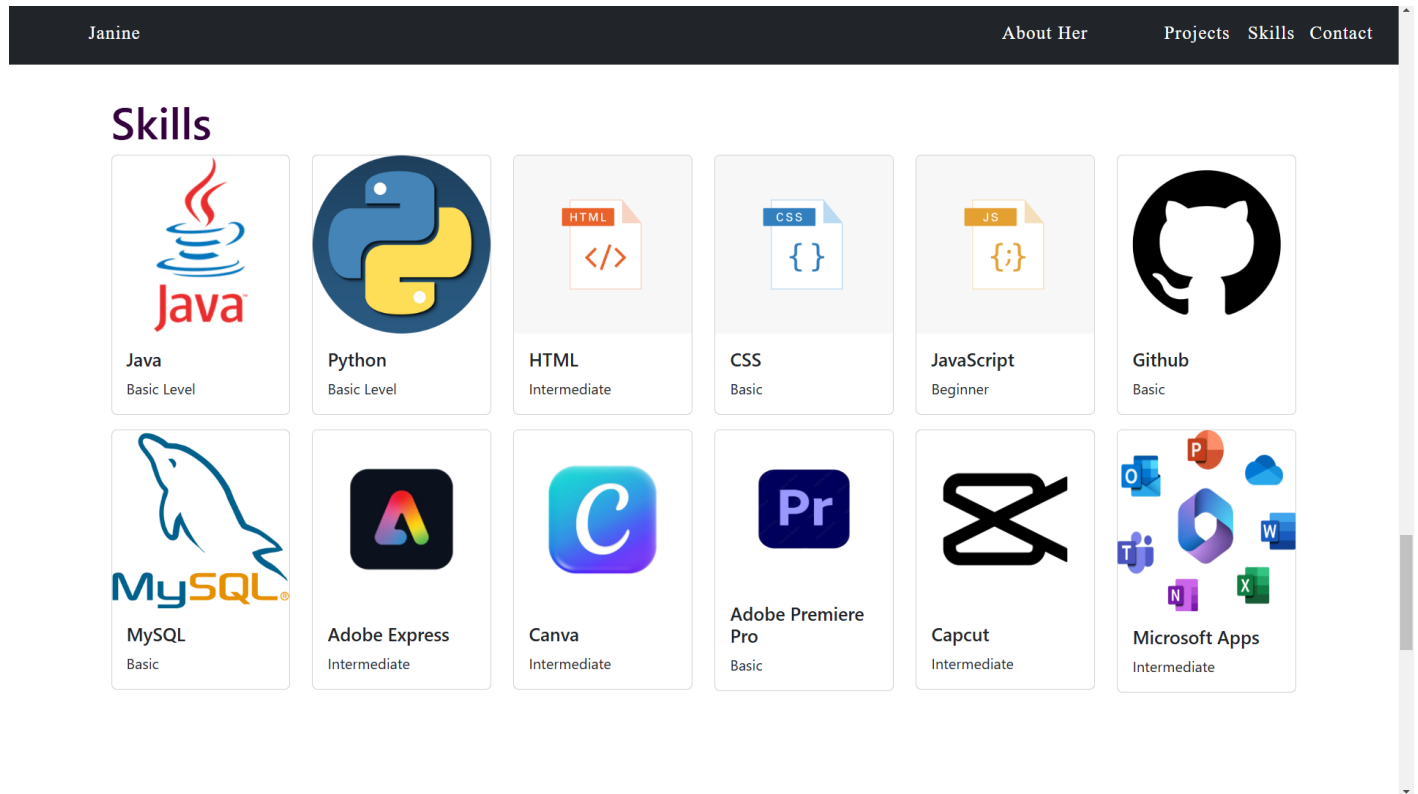 Janine About Her Projects Skills Contact
Skills
Java™
HTML
</>
CSS
{ }
JS
{;}
Java
Basic Level
Python
Basic Level
HTML
Intermediate
CSS
Basic
JavaScript
Beginner
Github
Basic
MySQL®
C
Pr
P
O
W
T
X
N
MySQL
Basic
Adobe Express
Intermediate
Canva
Intermediate
Adobe Premiere
Pro
Basic
Capcut
Intermediate
Microsoft Apps
Intermediate